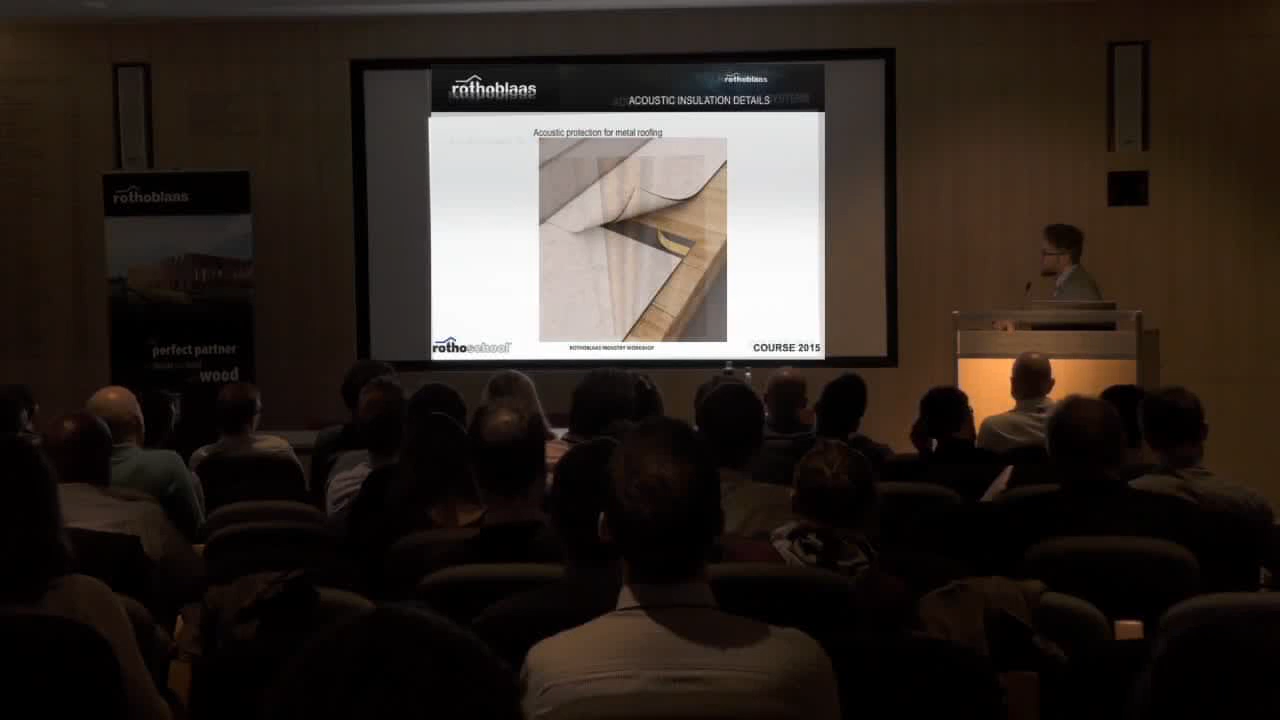 rothoblaas
rothoblaas
ACOUSTIC INSULATION DETAILS
Acoustic protection for metal roofing
rothoschool
ROTHOBLAAS INDUSTRY WORKSHOP
COURSE 2015
rothoblaas
perfect partner
wood